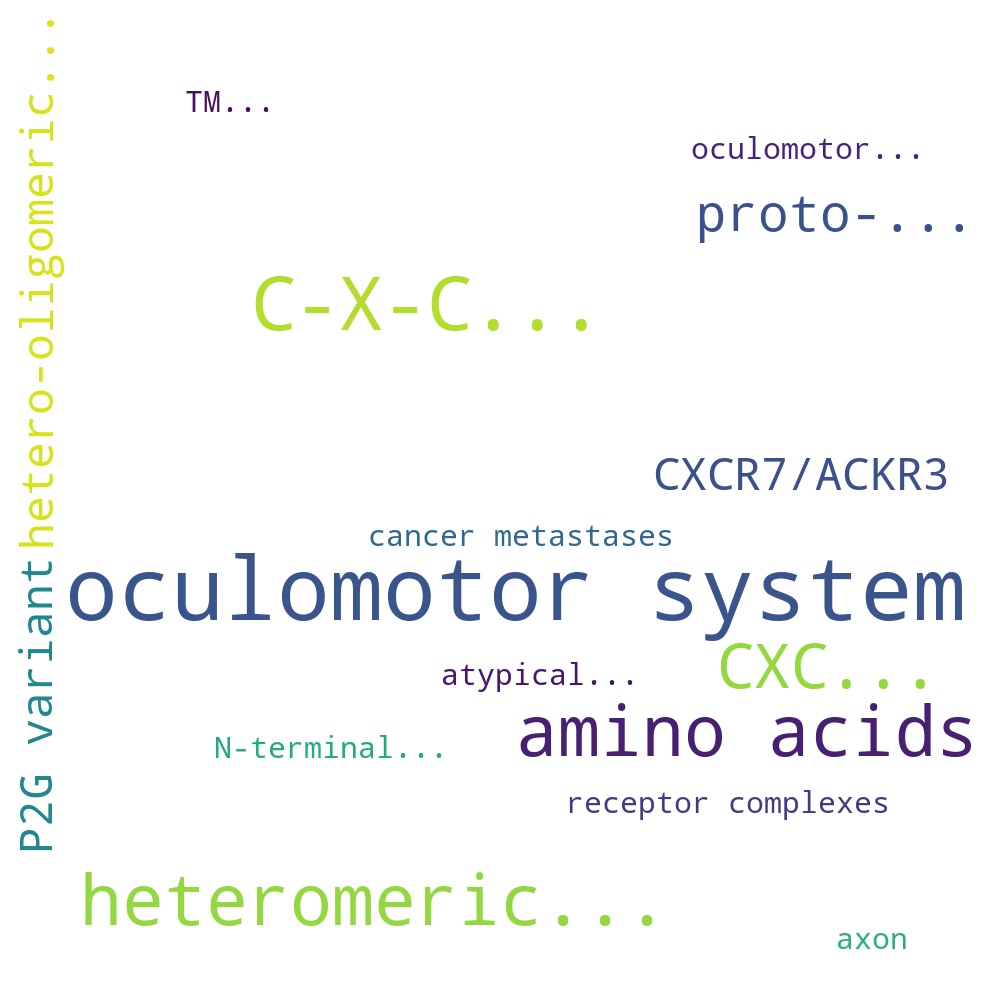 hetero-oligomeric...
TM...
oculomotor...
proto-...
C-X-C...
CXCR7/ACKR3
cancer metastases
oculomotor system
P2G variant
CXC...
atypical...
amino acids
N-terminal...
receptor complexes
heteromeric...
axon